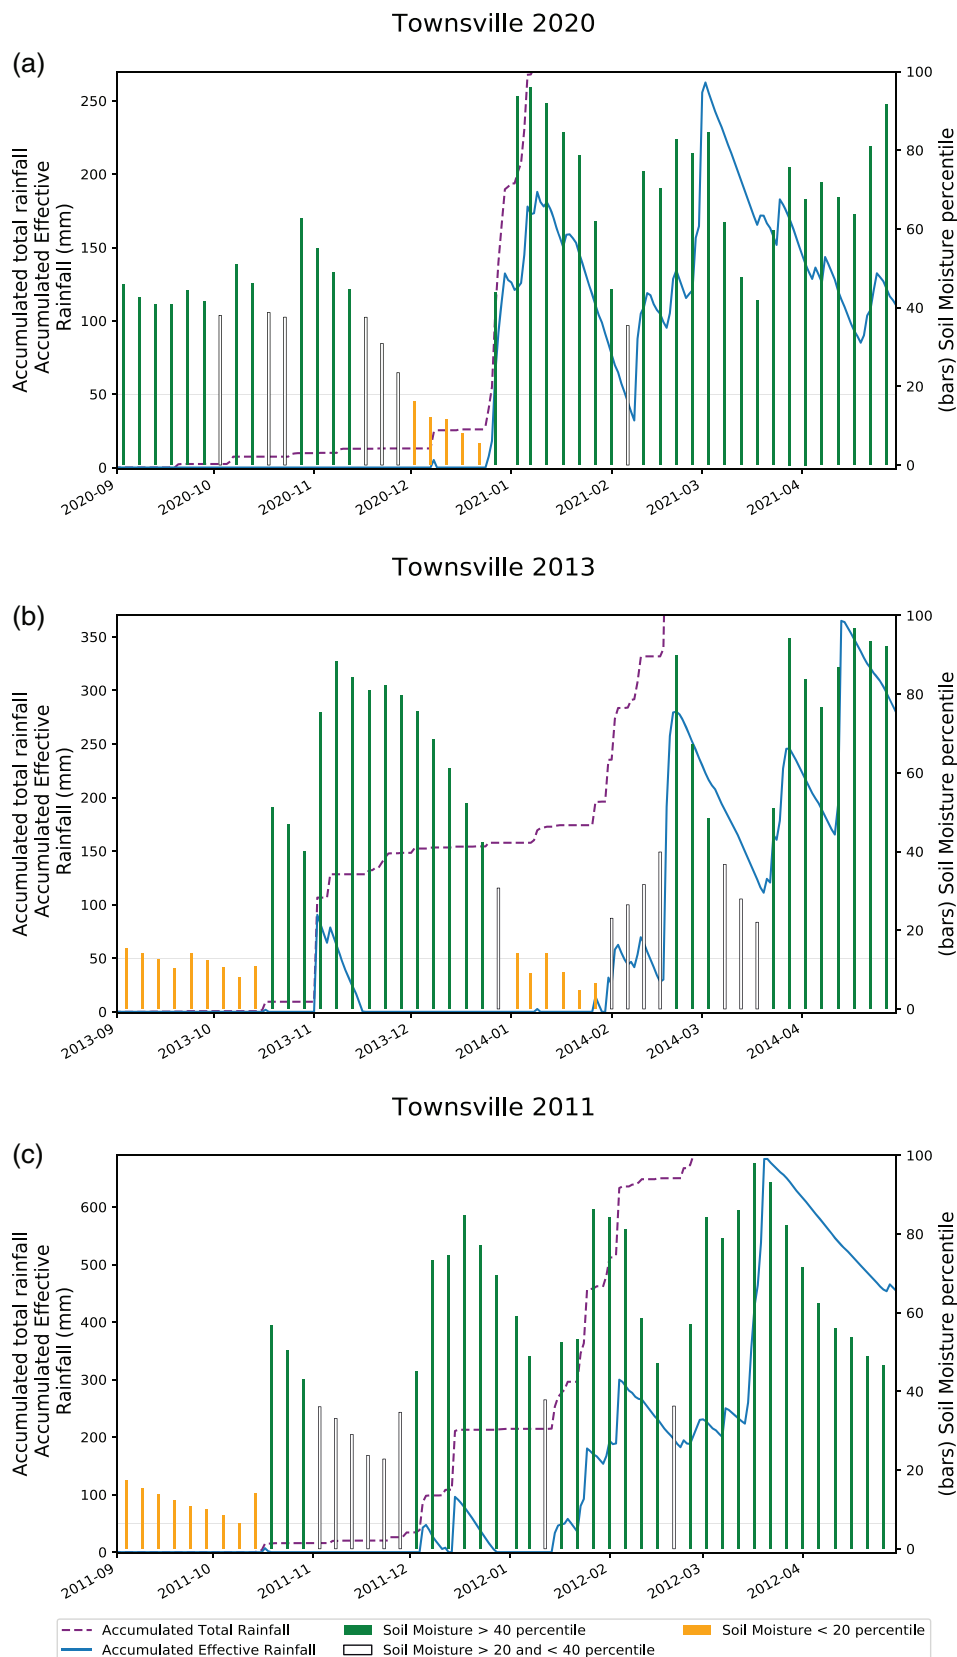 Townsville 2020
(a)
Accumulated total rainfall
Accumulated Effective
Rainfall (mm)
250
200
150
100
50
0
100
80
60
40
20
0
(bars) Soil Moisture percentile
2020-09
2020-10
2020-11
2020-12
2021-01
2021-02
2021-03
2021-04
Townsville 2013
(b)
Accumulated total rainfall
Accumulated Effective
Rainfall (mm)
350
300
250
200
150
100
50
0
100
80
60
40
20
0
(bars) Soil Moisture percentile
2013-09
2013-10
2013-11
2013-12
2014-01
2014-02
2014-03
2014-04
Townsville 2011
(c)
Accumulated total rainfall
Accumulated Effective
Rainfall (mm)
600
500
400
300
200
100
0
100
80
60
40
20
0
(bars) Soil Moisture percentile
2011-09
2011-10
2011-11
2011-12
2012-01
2012-02
2012-03
2012-04
Accumulated Total Rainfall
Accumulated Effective Rainfall
Soil Moisture > 40 percentile
Soil Moisture > 20 and < 40 percentile
Soil Moisture < 20 percentile